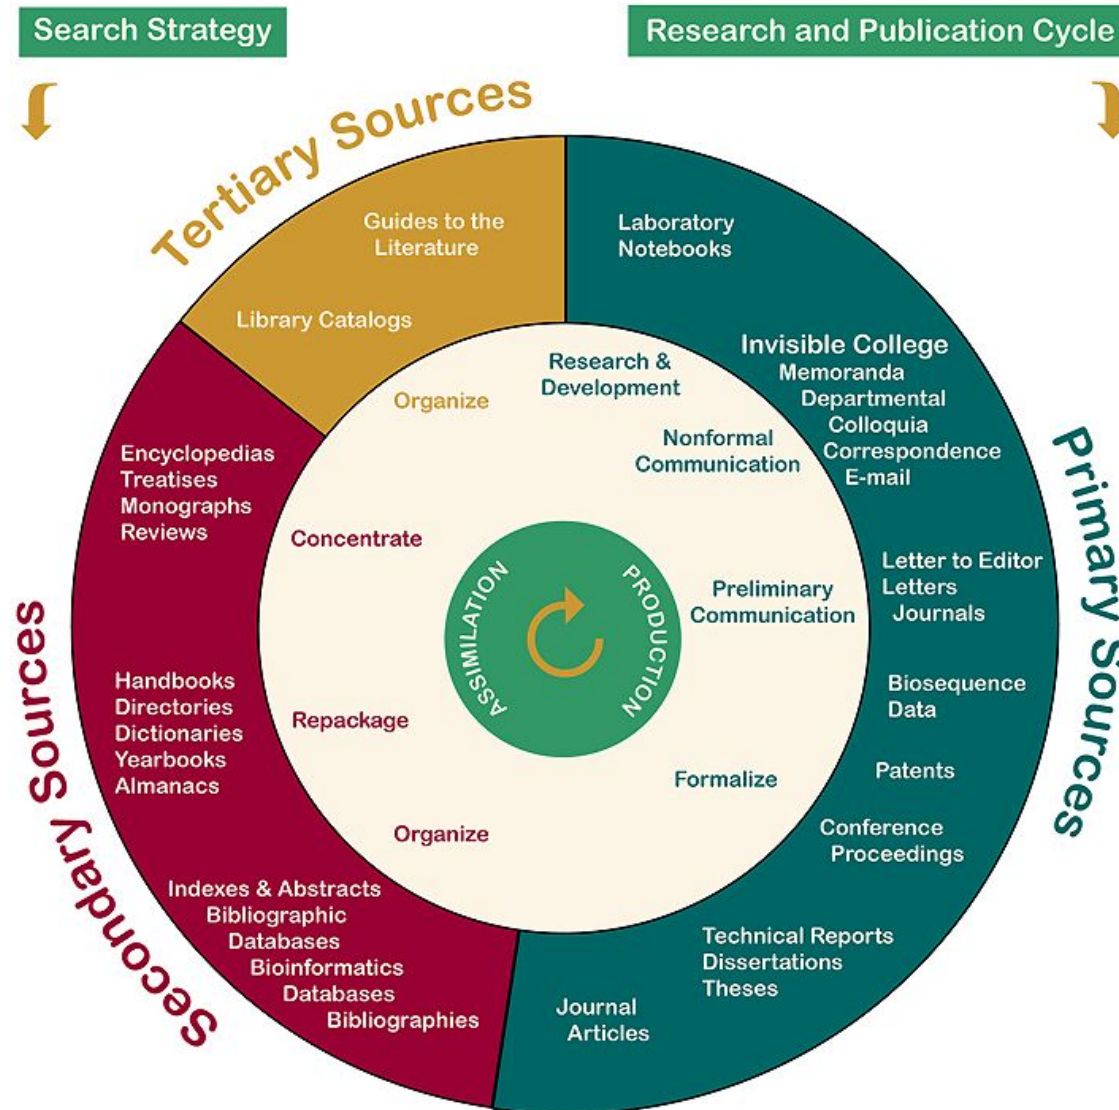 Search Strategy
Research and Publication Cycle
Tertiary Sources
Guides to the
Literature
Library Catalogs
Laboratory
Notebooks
Invisible College
Memoranda
Departmental
Colloquia
Correspondence
E-mail
Letter to Editor
Letters
Journals
Biosequence
Data
Patents
Conference
Proceedings
Technical Reports
Dissertations
Theses
Journal
Articles
Primary Sources
Indexes & Abstracts
Bibliographic
Databases
Bioinformatics
Databases
Bibliographies
Handbooks
Directories
Dictionaries
Yearbooks
Almanacs
Encyclopedias
Treatises
Monographs
Reviews
Secondary Sources
Research &
Development
Nonformal
Communication
Preliminary
Communication
Formalize
Organize
Repackage
Concentrate
Organize
ASSIMILATION
PRODUCTION